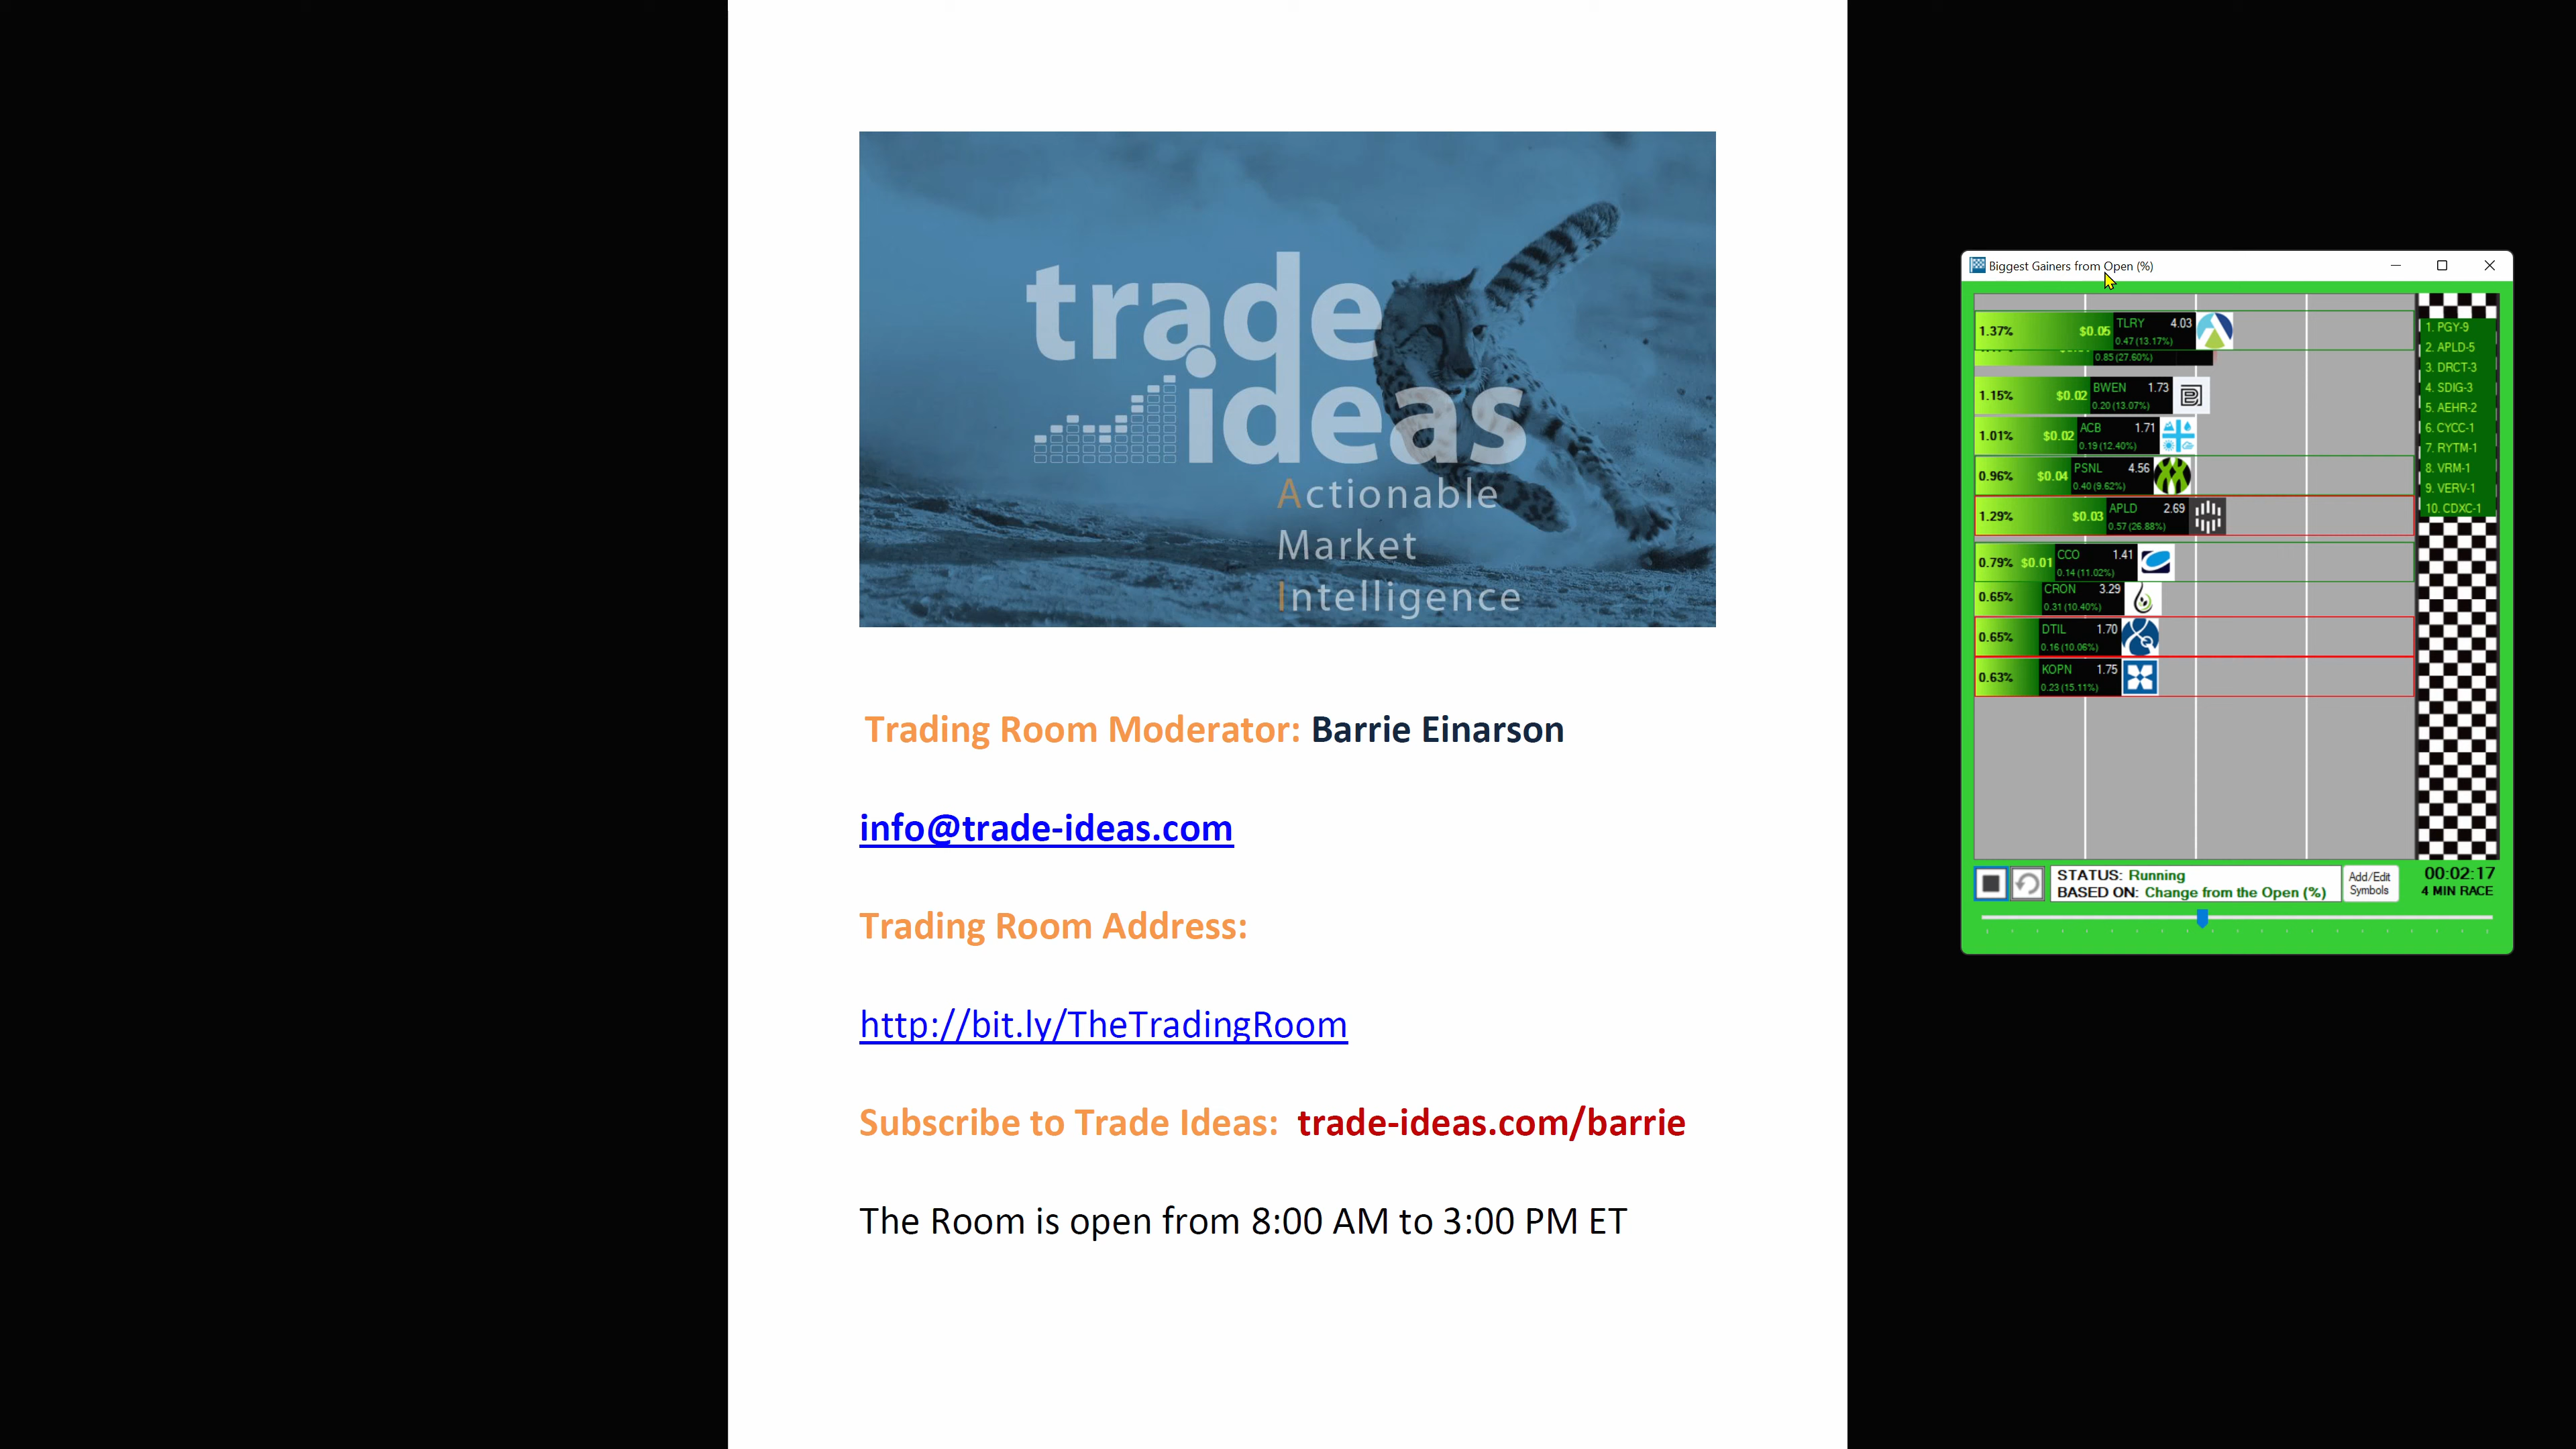 trade
ideas
Actionable
Market
Intelligence
Trading Room Moderator: Barrie Einarson
info@trade-ideas.com
Trading Room Address:
http://bit.ly/TheTradingRoom
Subscribe to Trade Ideas: trade-ideas.com/barrie
The Room is open from 8:00 AM to 3:00 PM ET
Biggest Gainers from Open (%)
1.37% $0.05 TLRY 4.03
0.47 (13.17%)
0.85 (27.60%)
1.15% $0.02 BWEN 1.73
0.20 (13.07%)
1.01% $0.02 ACB 1.71
0.19 (12.40%)
0.96% $0.04 PSNL 4.56
0.40 (9.62%)
1.29% $0.03 APLD 2.69
0.57 (26.88%)
0.79% $0.01 CCO 1.41
0.14 (11.02%)
0.65% CRON 3.29
0.31 (10.40%)
0.65% DTIL 1.70
0.16 (10.06%)
0.63% KOPN 1.75
0.23 (15.11%)
1. PGY-9
2. APLD-5
3. DRCT-3
4. SDIG-3
5. AEHR-2
6. CYCC-1
7. RYTM-1
8. VRM-1
9. VERV-1
10. CDXC-1
STATUS: Running
BASED ON: Change from the Open (%)
Add/Edit
Symbols
00:02:17
4 MIN RACE